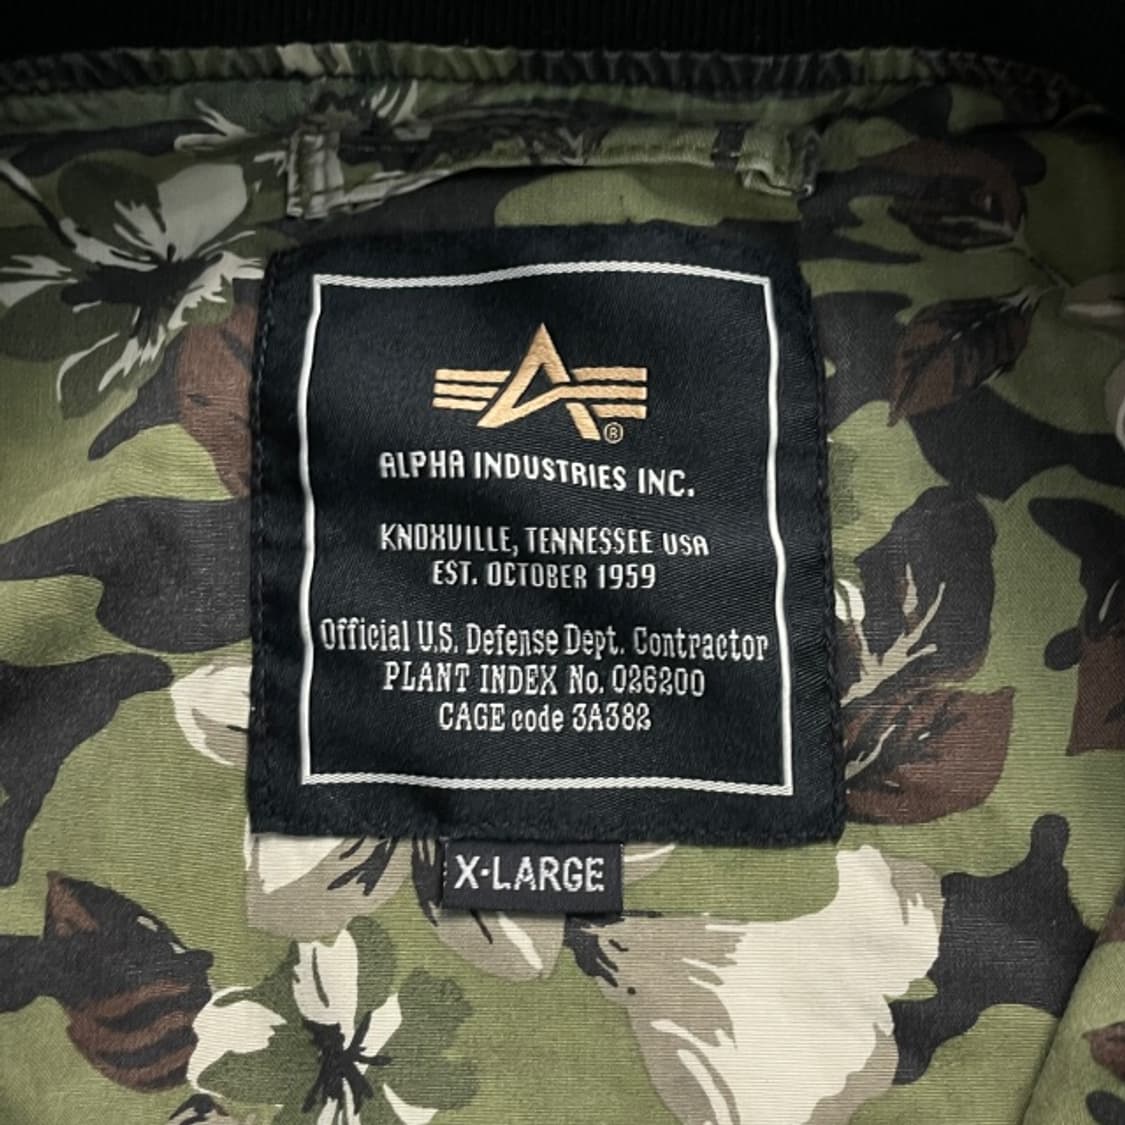 ®
ALPHA INDUSTRIES INC.
KNOXVILLE, TENNESSEE USA
EST. OCTOBER 1959
Official U.S. Defense Dept. Contractor
PLANT INDEX No. 026200
CAGE code 3A382
X-LARGE